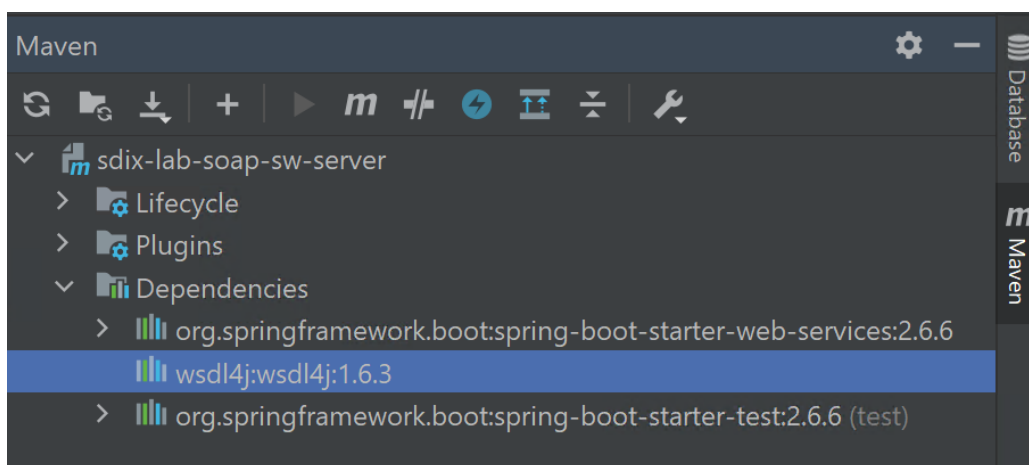 Maven
m
sdix-lab-soap-sw-server
Lifecycle
Plugins
Dependencies
org.springframework.boot:spring-boot-starter-web-services:2.6.6
wsdl4j:wsdl4j:1.6.3
org.springframework.boot:spring-boot-starter-test:2.6.6 (test)
Database
m Maven